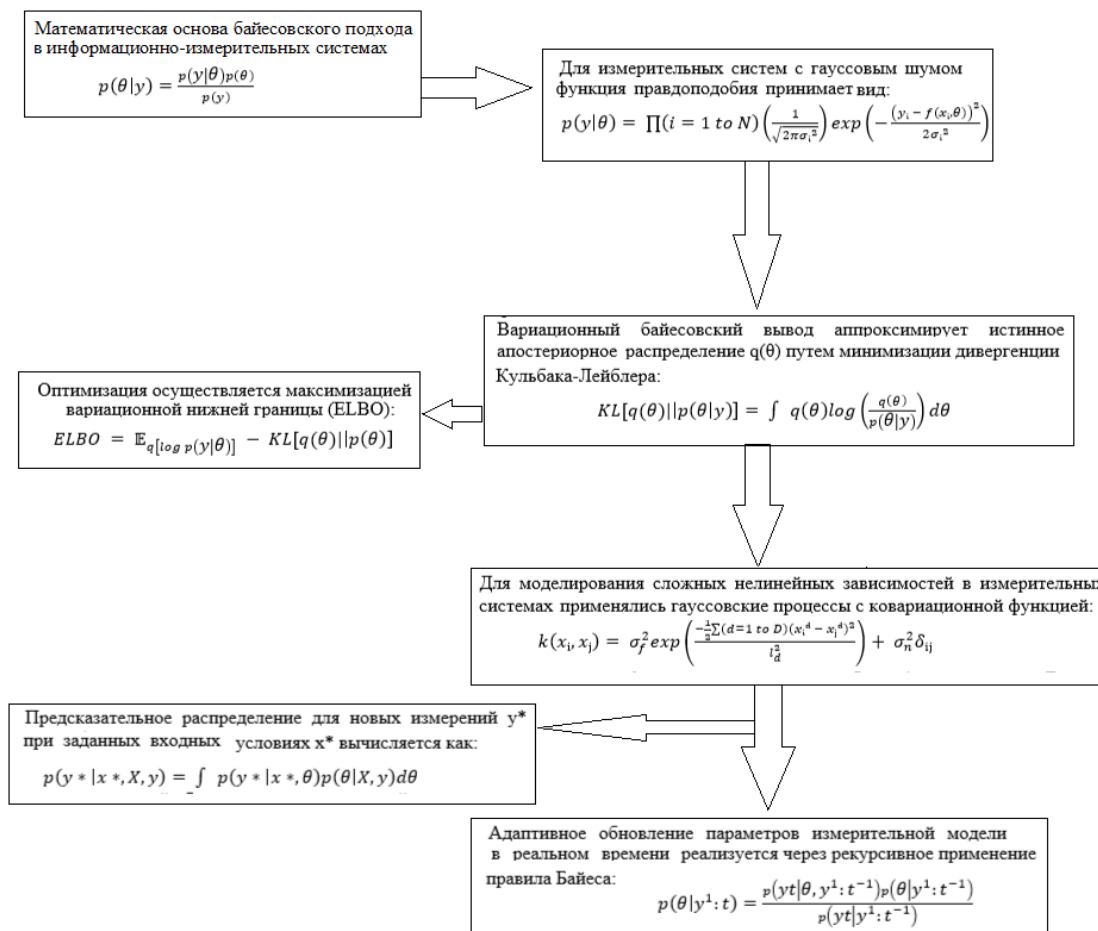 Математическая основа байесовского подхода
в информационно-измерительных системах
p(θ|y) = p(y|θ)p(θ) / p(y)
Для измерительных систем с гауссовым шумом
функция правдоподобия принимает вид:
p(y|θ) = ∏(i = 1 to N) (1 / √(2πσᵢ²)) exp (− (yᵢ − f(xᵢ,θ))² / 2σᵢ²)
Вариационный байесовский вывод аппроксимирует истинное
апостериорное распределение q(θ) путем минимизации дивергенции
Кульбака-Лейблера:
KL[q(θ)||p(θ|y)] = ∫ q(θ)log (q(θ) / p(θ|y)) dθ
Оптимизация осуществляется максимизацией
вариационной нижней границы (ELBO):
ELBO = 𝔼_q[log p(y|θ)] − KL[q(θ)||p(θ)]
Для моделирования сложных нелинейных зависимостей в измерительных
системах применялись гауссовские процессы с ковариационной функцией:
k(xᵢ, xⱼ) = σ_f² exp (−½∑(d=1 to D)(xᵢᵈ − xⱼᵈ)² / l_d²) + σₙ²δᵢⱼ
Предсказательное распределение для новых измерений y*
при заданных входных условиях x* вычисляется как:
p(y * |x *, X, y) = ∫ p(y * |x *, θ)p(θ|X, y)dθ
Адаптивное обновление параметров измерительной модели
в реальном времени реализуется через рекурсивное применение
правила Байеса:
p(θ|y¹: t) = p(yt|θ, y¹: t⁻¹)p(θ|y¹: t⁻¹) / p(yt|y¹: t⁻¹)